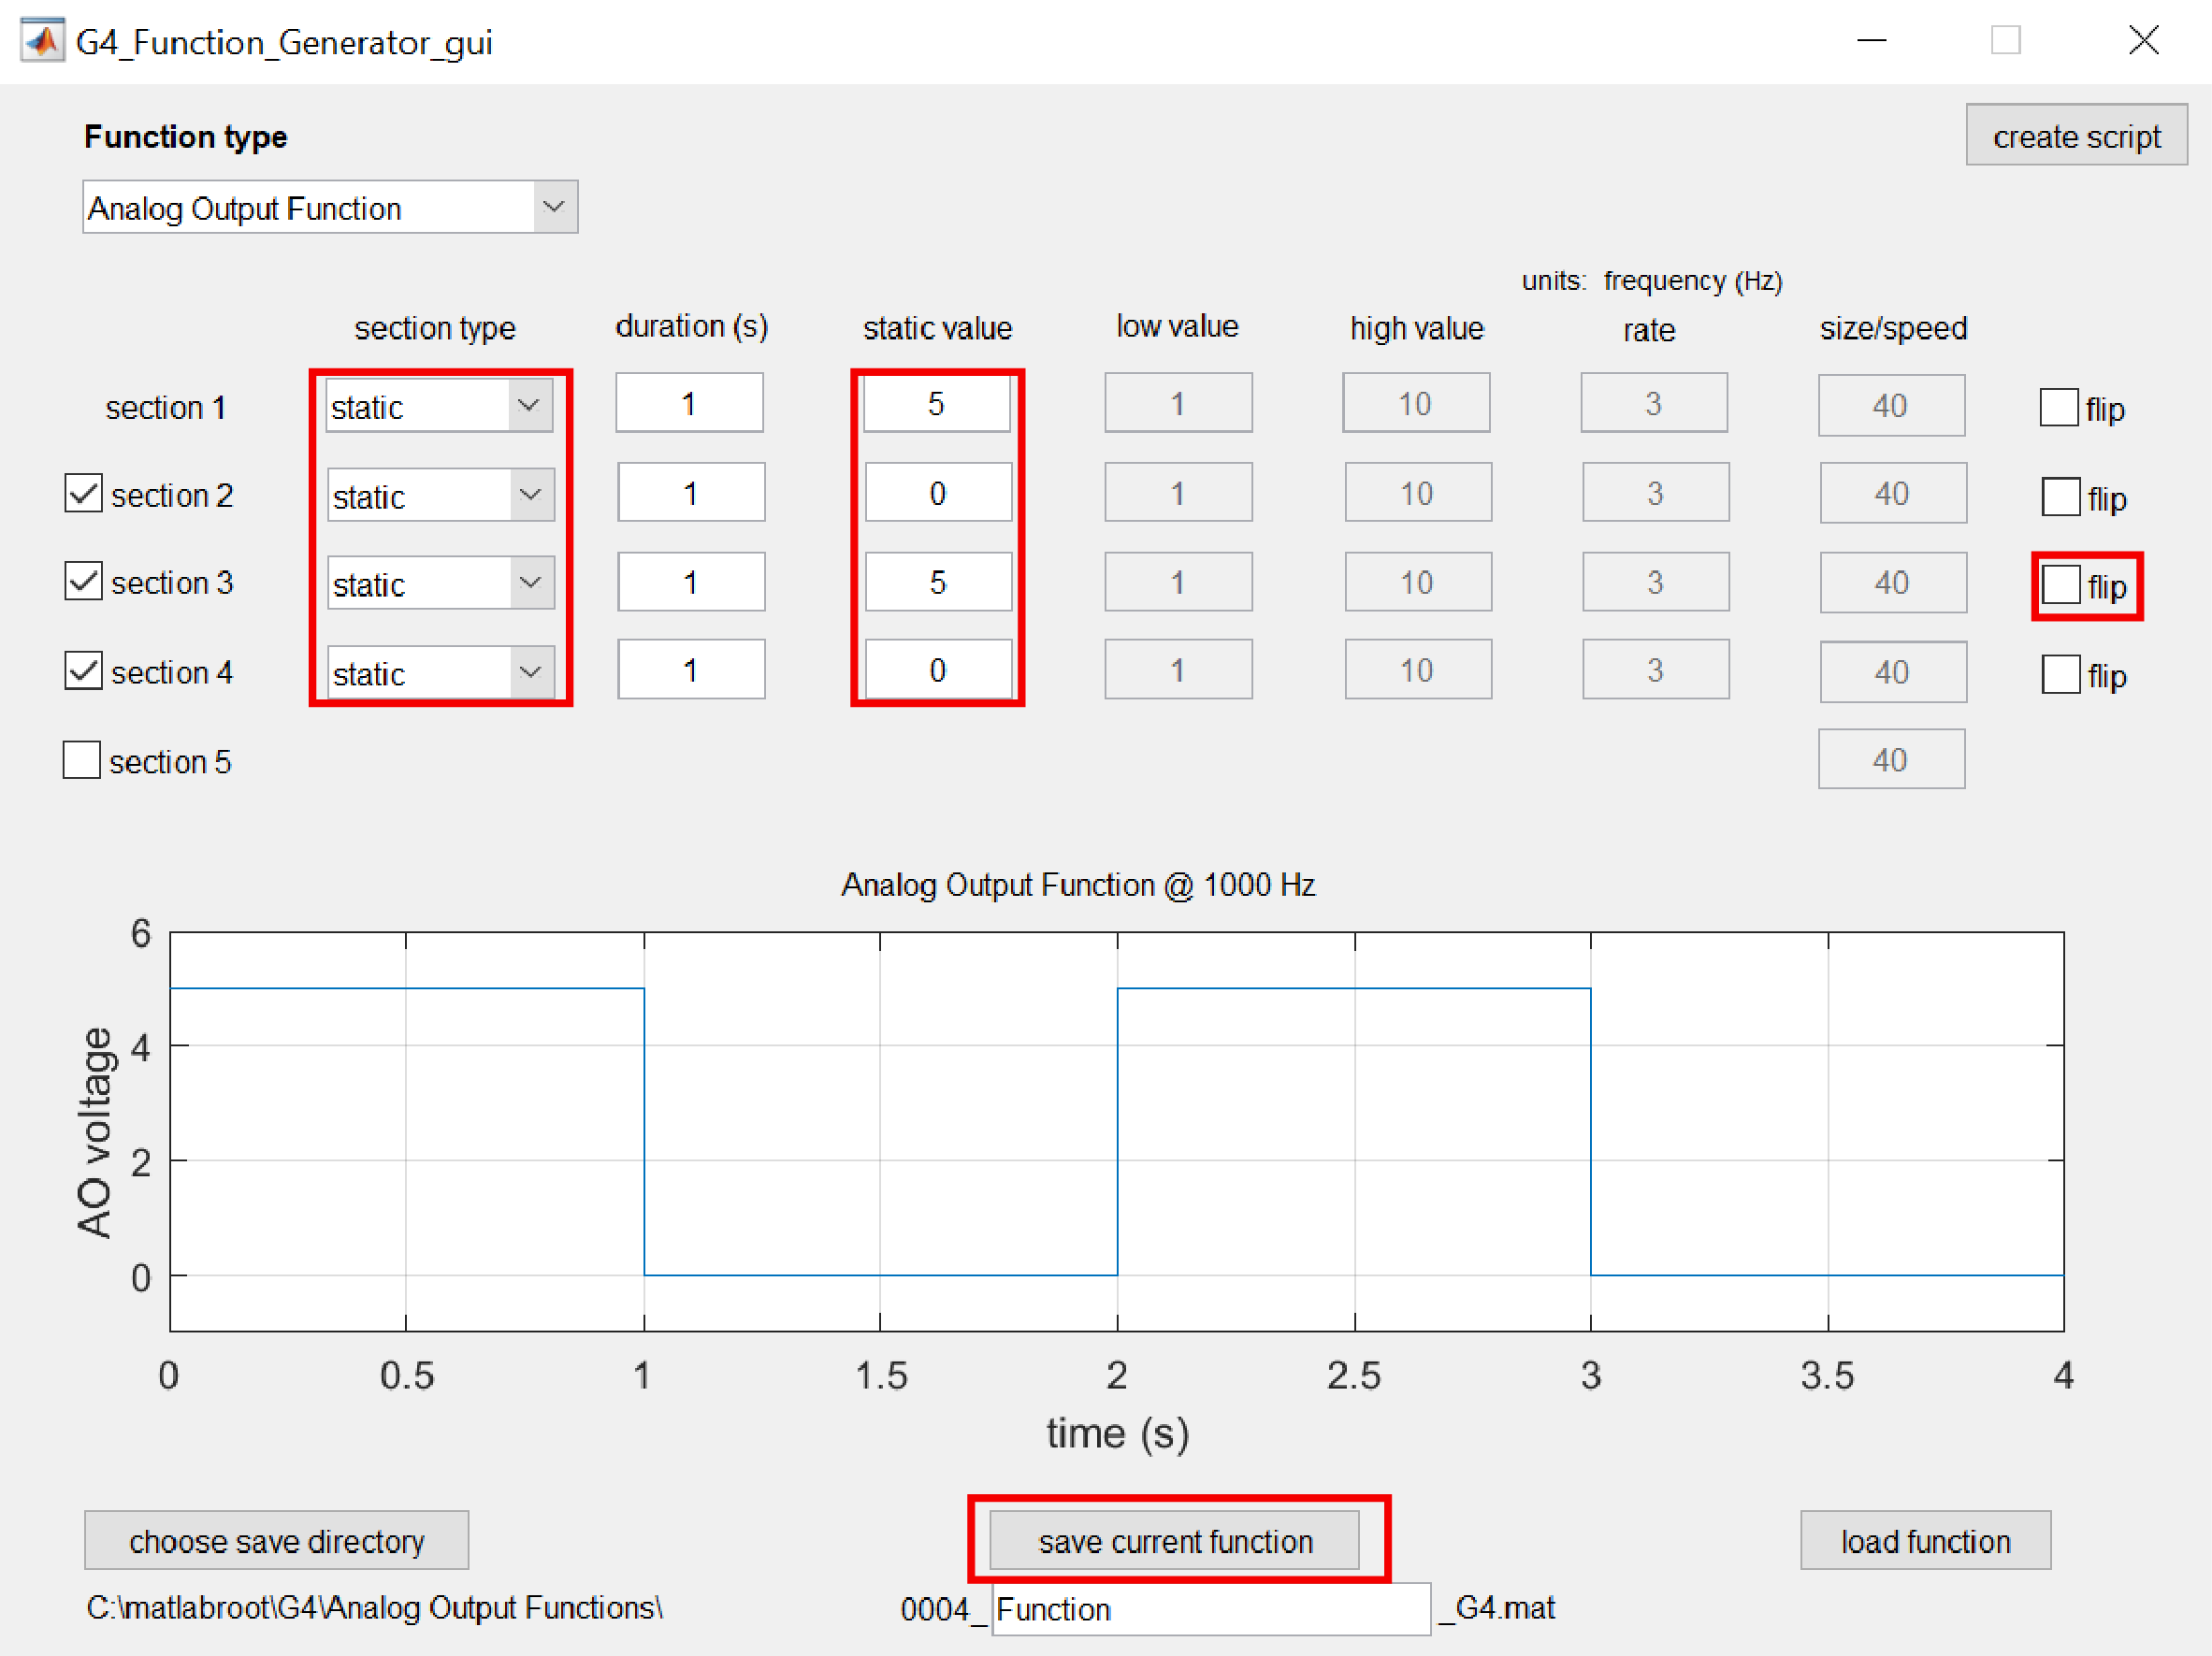 G4_Function_Generator_gui
Function type
create script
Analog Output Function
units: frequency (Hz)
section type duration (s) static value low value high value rate size/speed
section 1 static 1 5 1 10 3 40 flip
section 2 static 1 0 1 10 3 40 flip
section 3 static 1 5 1 10 3 40 flip
section 4 static 1 0 1 10 3 40 flip
section 5 40
Analog Output Function @ 1000 Hz
6
4
2
0
AO voltage
0 0.5 1 1.5 2 2.5 3 3.5 4
time (s)
choose save directory save current function load function
C:\matlabroot\G4\Analog Output Functions\ 0004_ Function _G4.mat